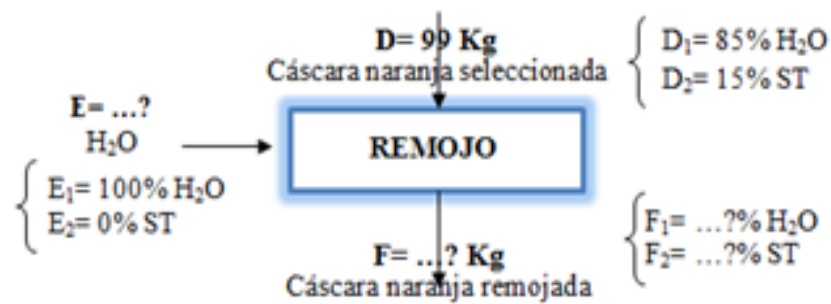 D= 99 Kg
Cáscara naranja seleccionada
D₁= 85% H₂O
D₂= 15% ST
E= ...?
H₂O
E₁= 100% H₂O
E₂= 0% ST
REMOJO
F= ...? Kg
Cáscara naranja remojada
F₁= ...?% H₂O
F₂= ...?% ST